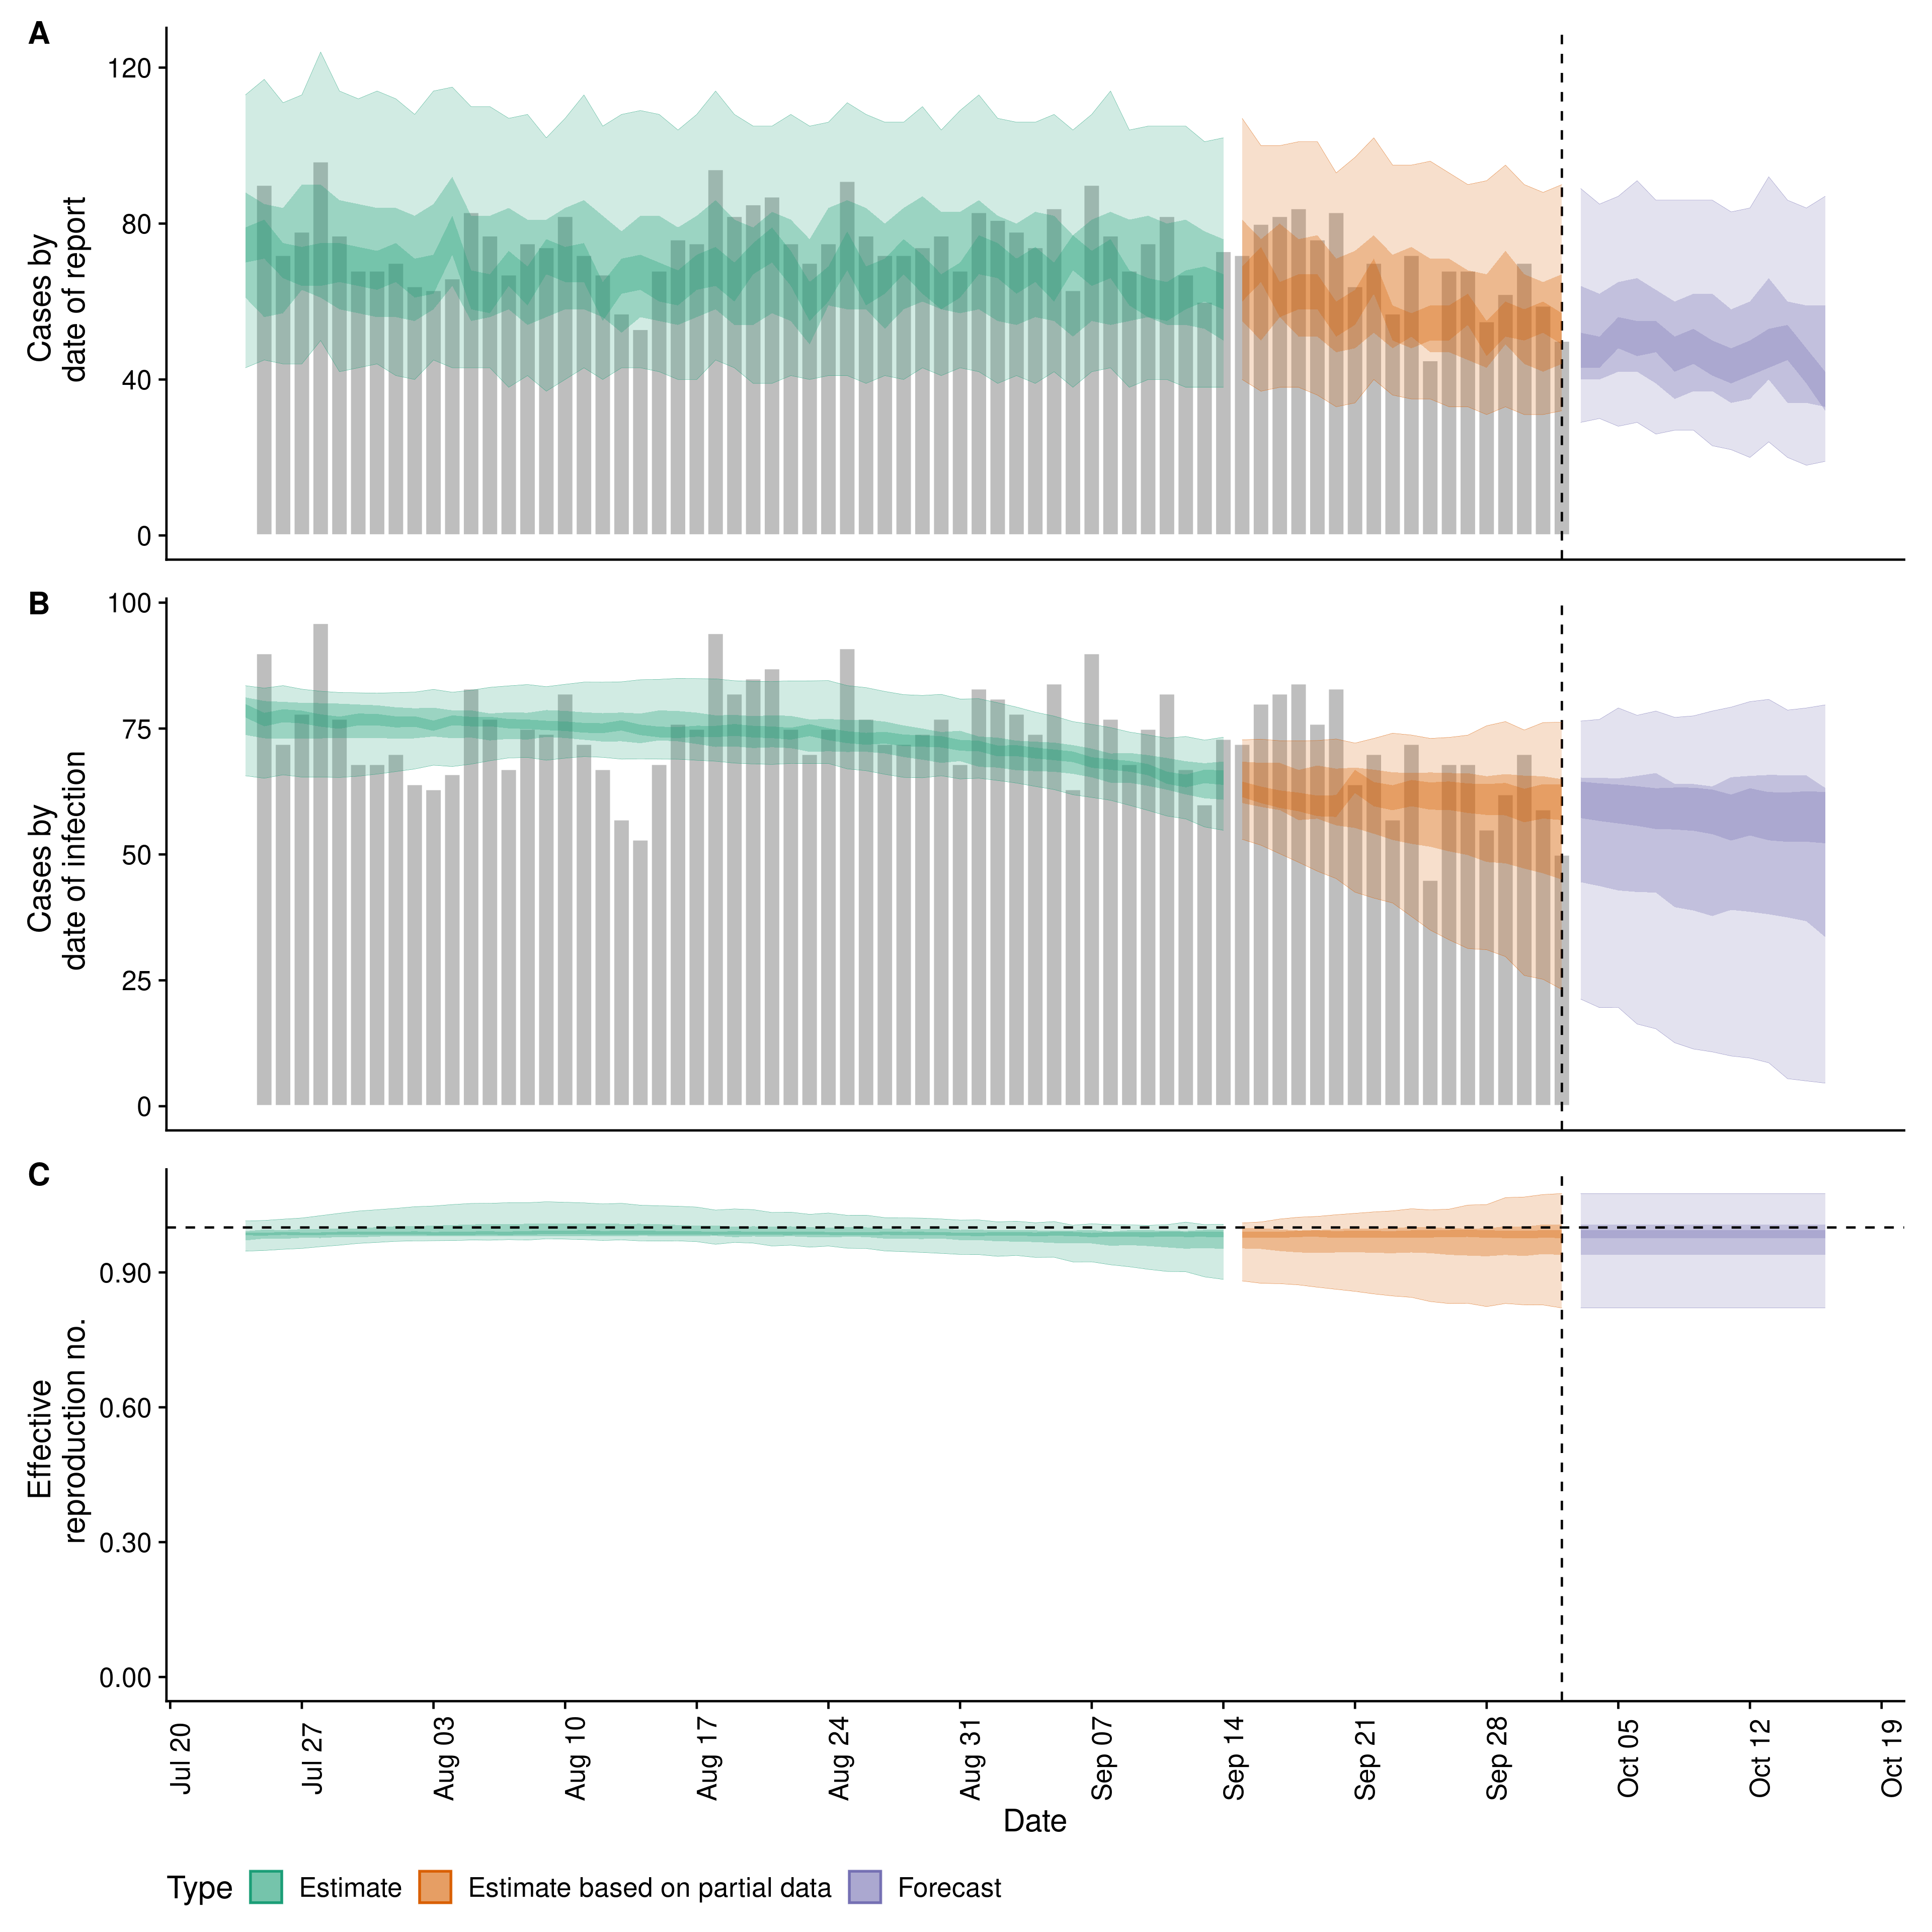 A
120
80
40
0
Cases by
date of report
B
100
75
50
25
0
Cases by
date of infection
C
0.90
0.60
0.30
0.00
Effective
reproduction no.
Jul 20
Jul 27
Aug 03
Aug 10
Aug 17
Aug 24
Aug 31
Sep 07
Sep 14
Sep 21
Sep 28
Oct 05
Oct 12
Oct 19
Date
Type Estimate Estimate based on partial data Forecast